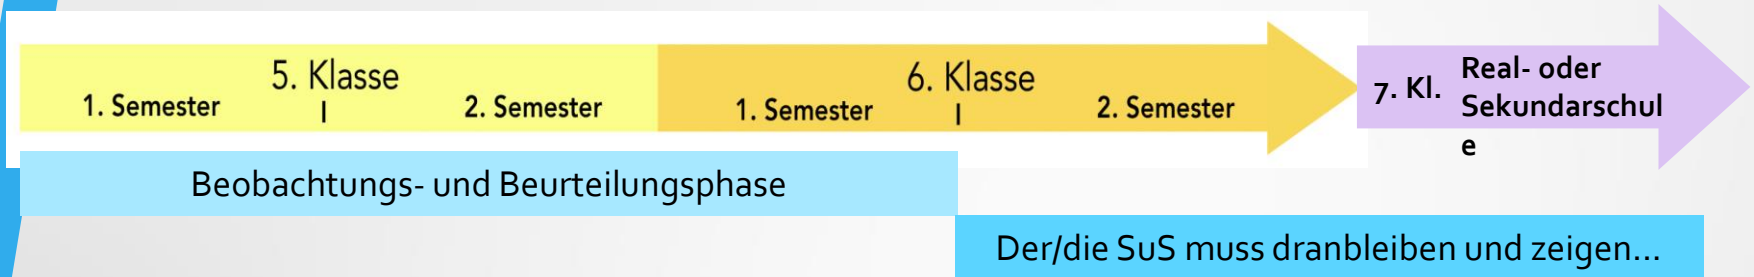 5. Klasse
1. Semester
2. Semester
6. Klasse
1. Semester
2. Semester
7. Kl.
Real- oder
Sekundarschul
e
Beobachtungs- und Beurteilungsphase
Der/die SuS muss dranbleiben und zeigen...